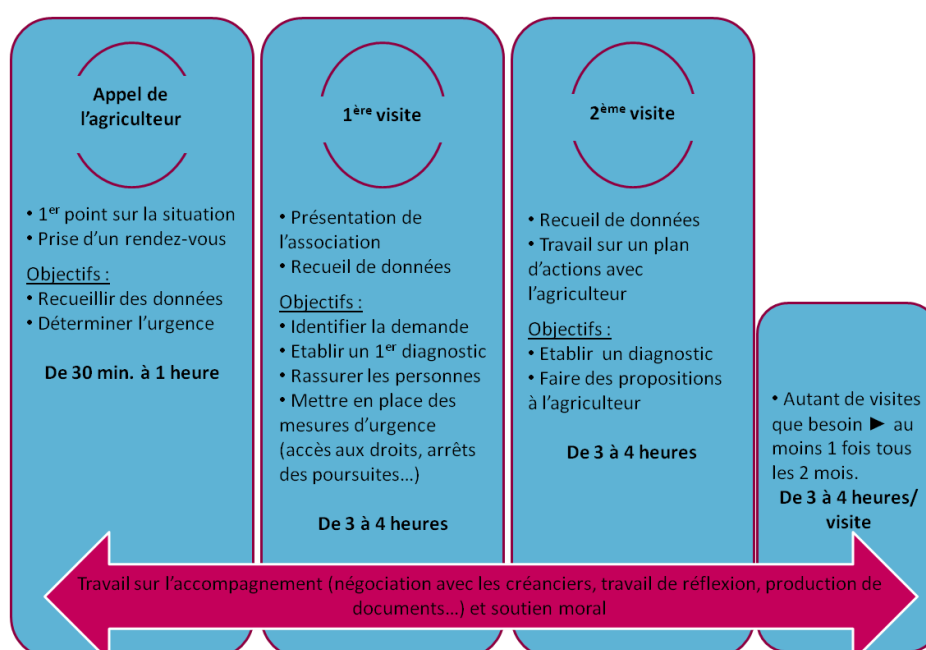 Appel de
l'agriculteur
• 1er point sur la situation
• Prise d'un rendez-vous
Objectifs :
• Recueillir des données
• Déterminer l'urgence
De 30 min. à 1 heure
1ère visite
• Présentation de
l'association
• Recueil de données
Objectifs :
• Identifier la demande
• Etablir un 1er diagnostic
• Rassurer les personnes
• Mettre en place des
mesures d'urgence
(accès aux droits, arrêts
des poursuites...)
De 3 à 4 heures
2ème visite
• Recueil de données
• Travail sur un plan
d'actions avec
l'agriculteur
Objectifs :
• Etablir un diagnostic
• Faire des propositions
à l'agriculteur
De 3 à 4 heures
• Autant de visites
que besoin ► au
moins 1 fois tous
les 2 mois.
De 3 à 4 heures/
visite
Travail sur l'accompagnement (négociation avec les créanciers, travail de réflexion, production de
documents...) et soutien moral